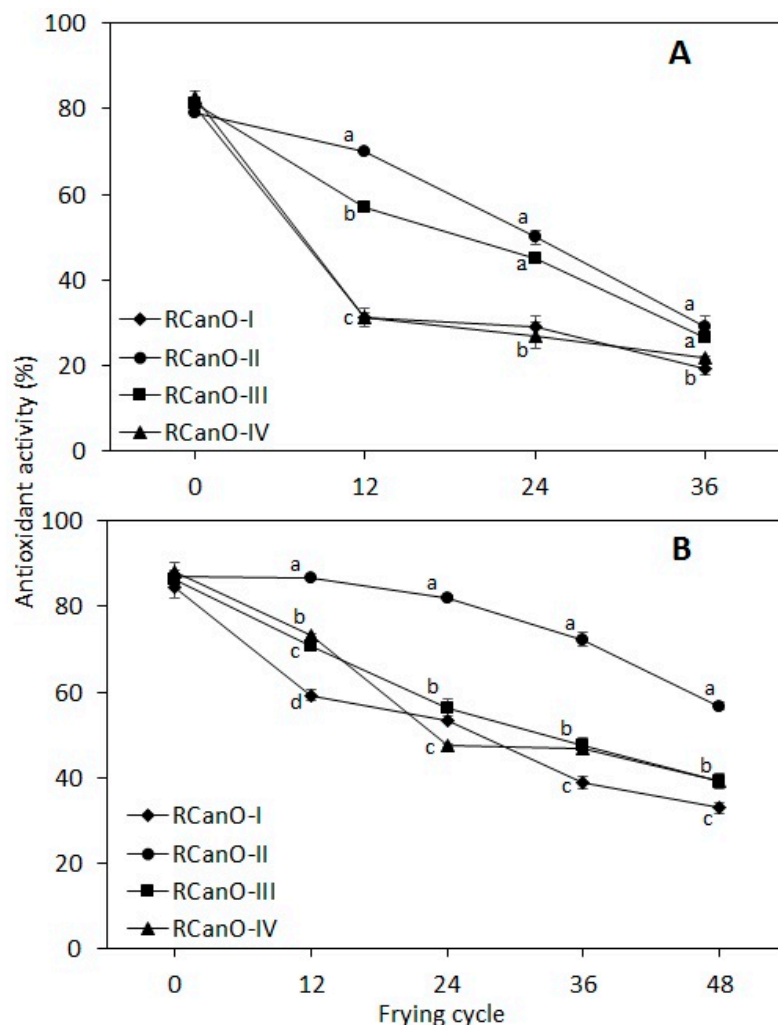 100
A
80
a
60
b
a
40
a
a
RCanO-I
c
20
RCanO-II
b
a
RCanO-III
b
RCanO-IV
0
0 12 24 36
Antioxidant activity (%)
100
B
a
80
a
b
a
c
60
a
d
b
b
b
40
c
c
c
RCanO-I
20
RCanO-II
RCanO-III
RCanO-IV
0
0 12 24 36 48
Frying cycle